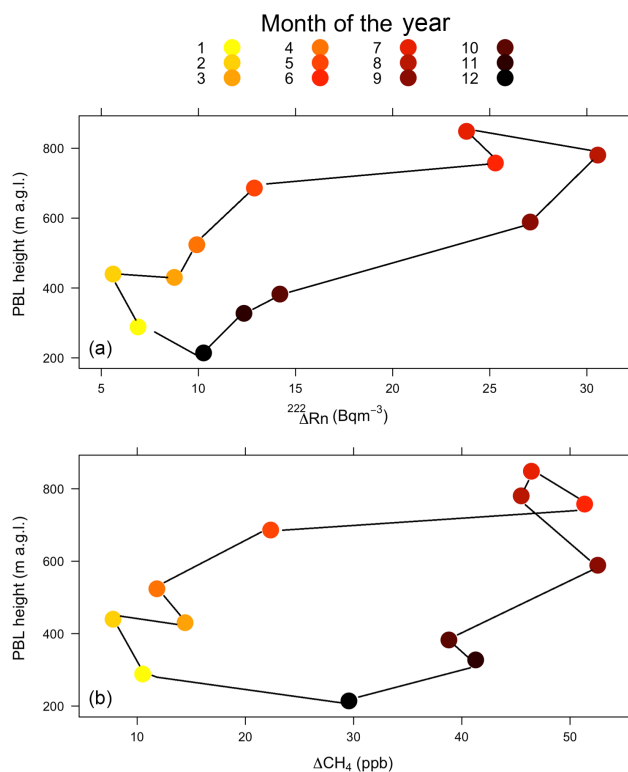 Month of the year
1 4 7 10
2 5 8 11
3 6 9 12
800
600
400
200
PBL height (m a.g.l.)
(a)
5 10 15 20 25 30
²²²ΔRn (Bqm⁻³)
800
600
400
200
PBL height (m a.g.l.)
(b)
10 20 30 40 50
ΔCH₄ (ppb)